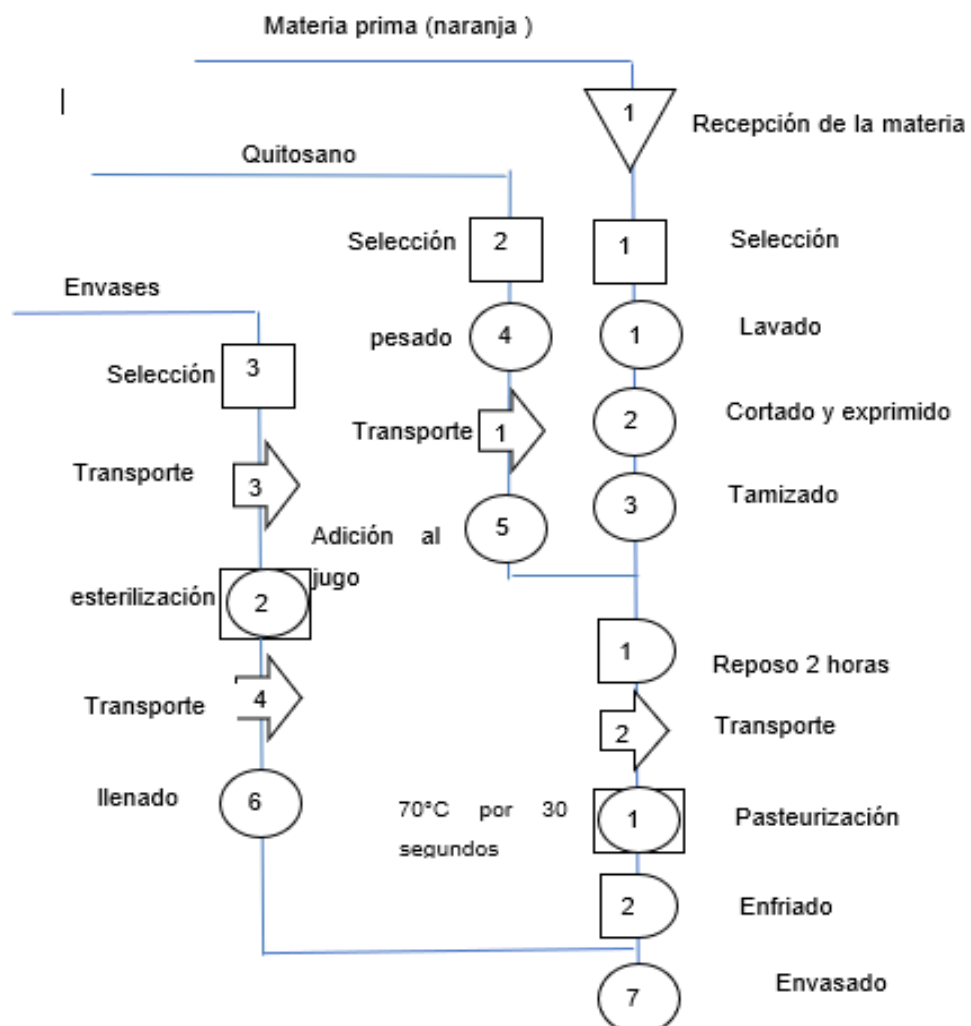 Materia prima (naranja )
1
Recepción de la materia
Quitosano
Selección
2
1
Selección
Envases
pesado
4
1
Lavado
Selección
3
Transporte
1
2
Cortado y exprimido
Transporte
3
3
Tamizado
Adición al
jugo
5
esterilización
2
1
Reposo 2 horas
Transporte
4
2
Transporte
llenado
6
70°C por 30
segundos
1
Pasteurización
2
Enfriado
7
Envasado